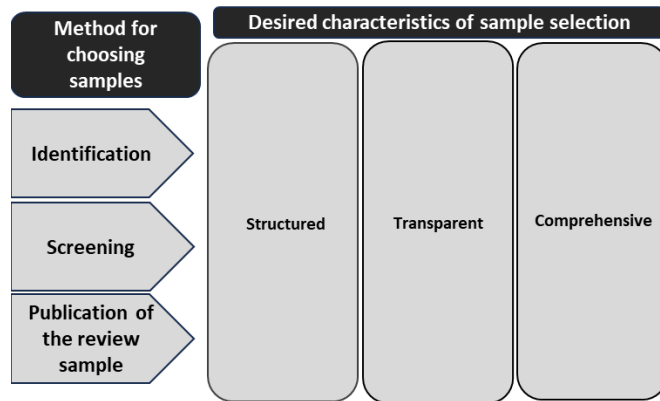 Method for
choosing
samples
Desired characteristics of sample selection
Identification
Screening
Publication of
the review
sample
Structured
Transparent
Comprehensive